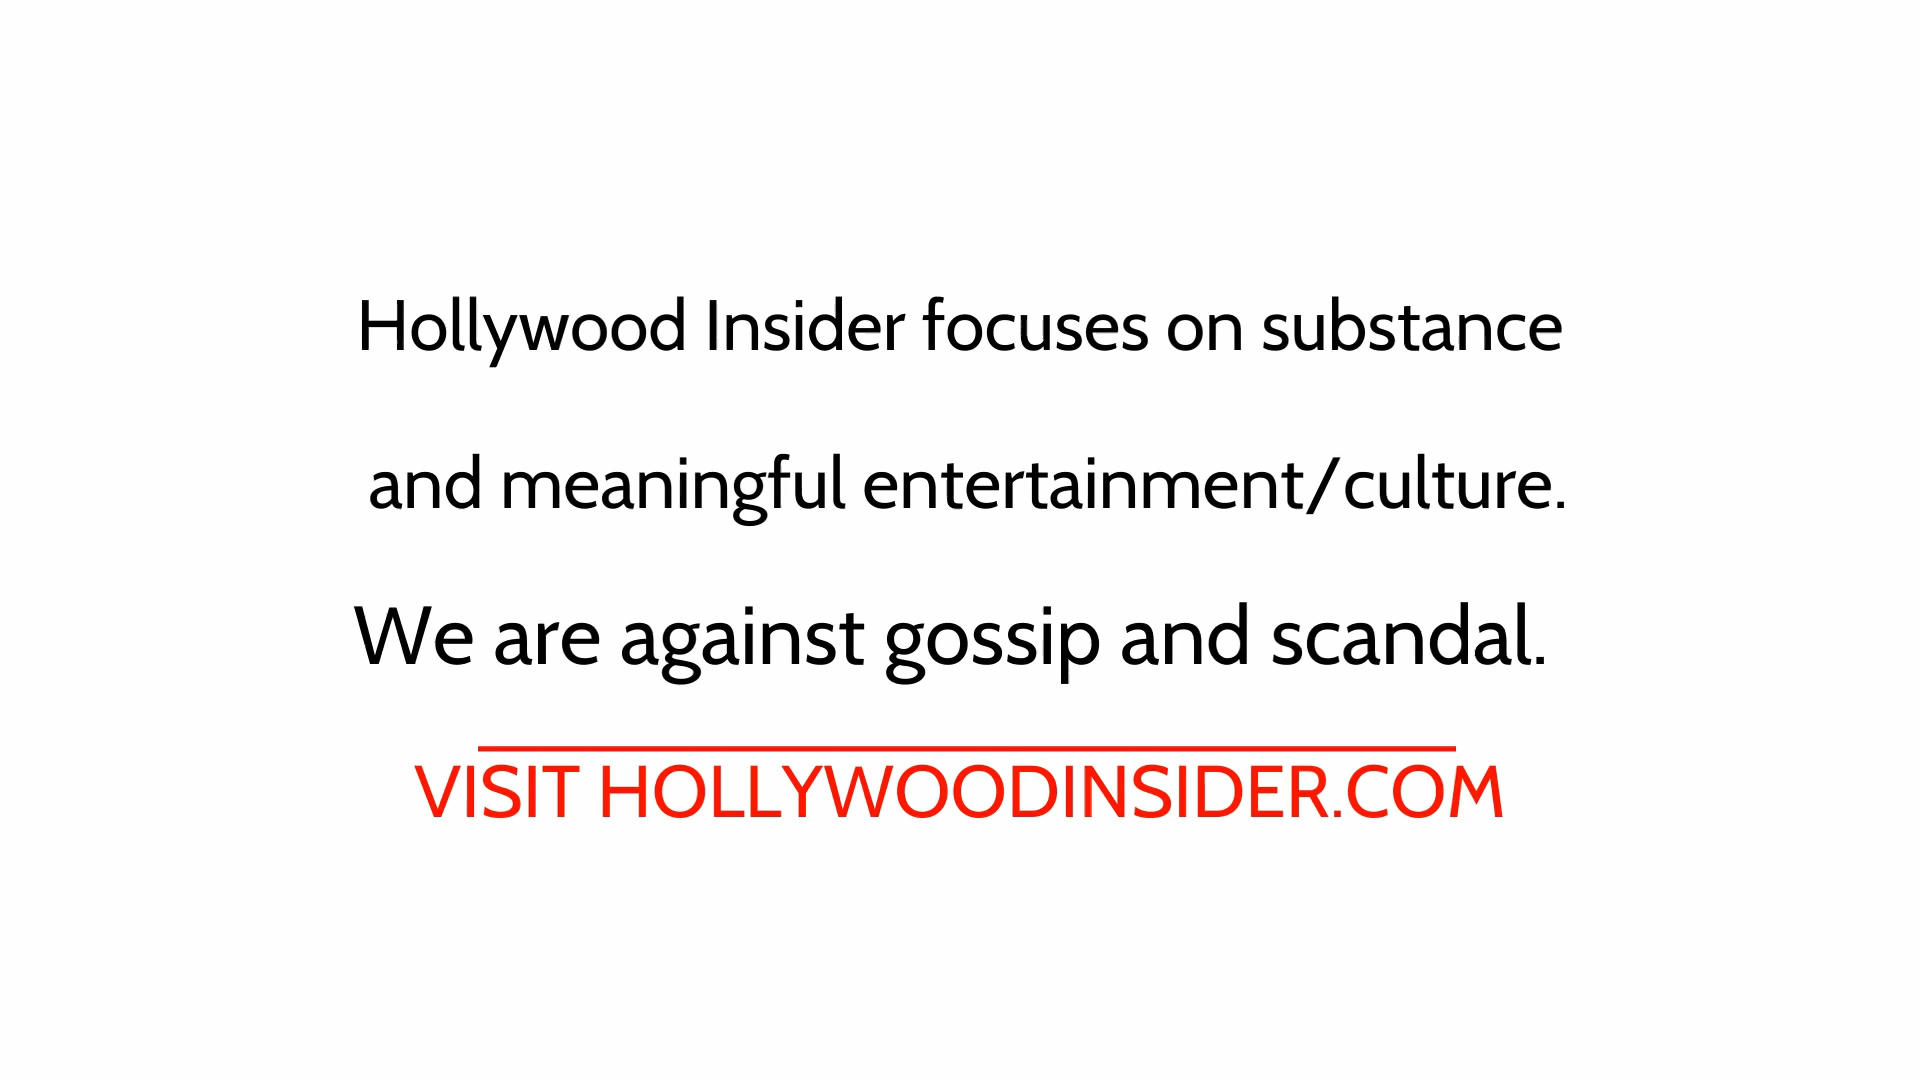 Hollywood Insider focuses on substance
and meaningful entertainment/culture.
We are against gossip and scandal.
VISIT HOLLYWOODINSIDER.COM